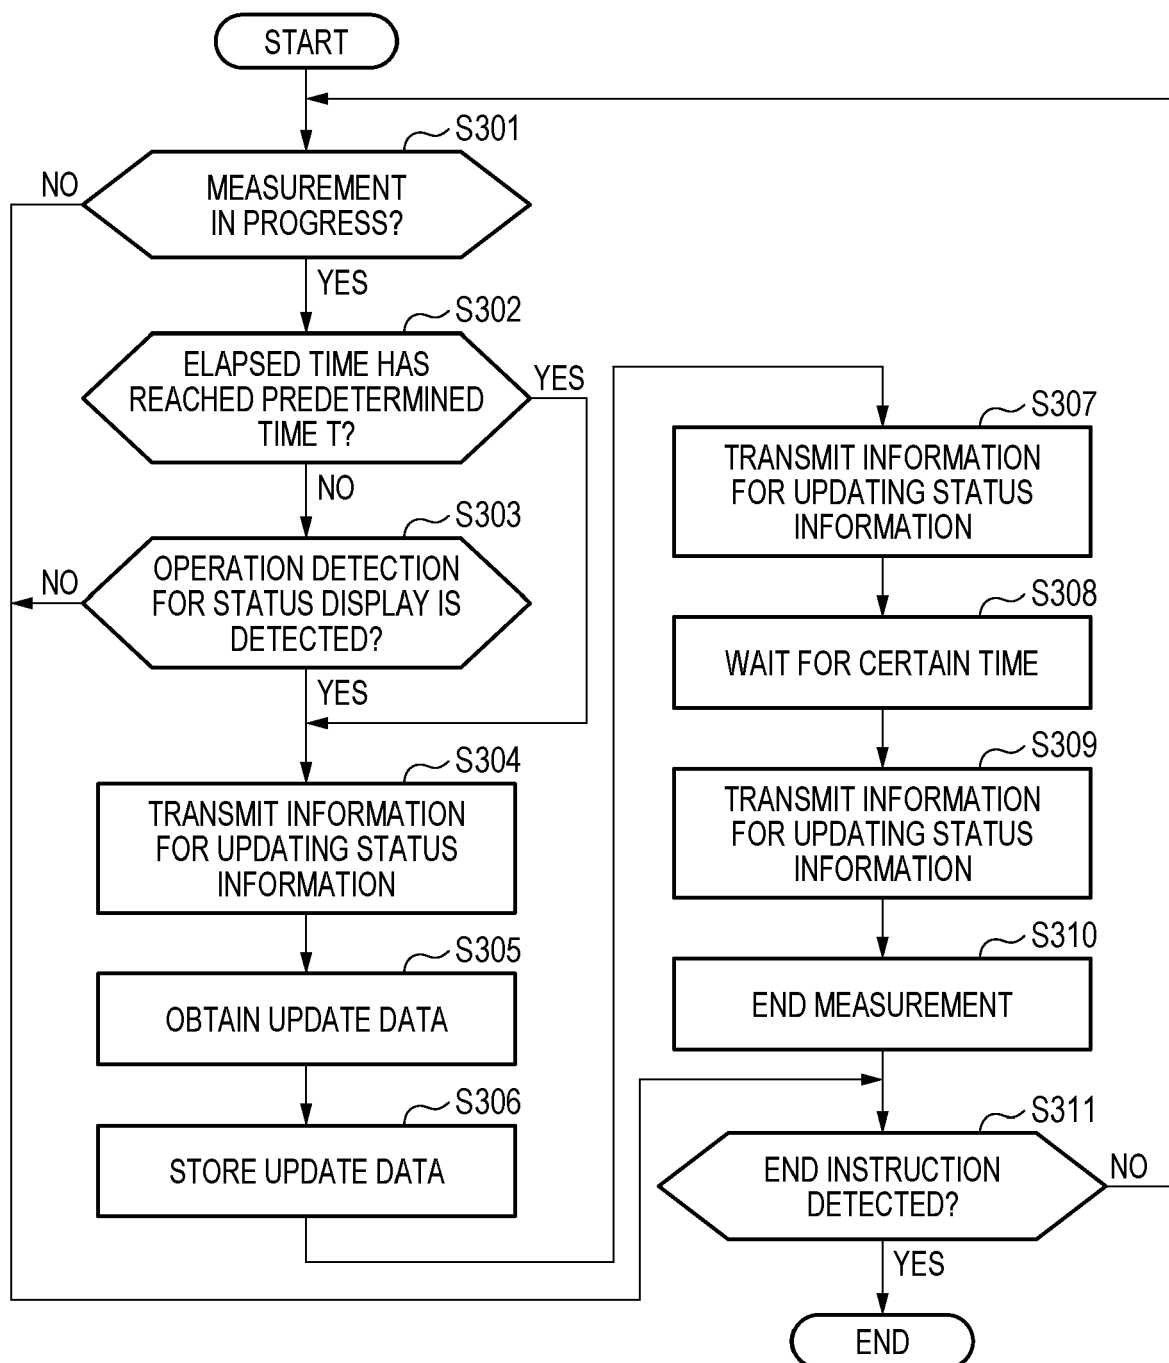 START
S301
NO
MEASUREMENT
IN PROGRESS?
YES
S302
ELAPSED TIME HAS
REACHED PREDETERMINED
TIME T?
YES
NO
S303
NO
OPERATION DETECTION
FOR STATUS DISPLAY IS
DETECTED?
YES
S304
TRANSMIT INFORMATION
FOR UPDATING STATUS
INFORMATION
S305
OBTAIN UPDATE DATA
S306
STORE UPDATE DATA
S307
TRANSMIT INFORMATION
FOR UPDATING STATUS
INFORMATION
S308
WAIT FOR CERTAIN TIME
S309
TRANSMIT INFORMATION
FOR UPDATING STATUS
INFORMATION
S310
END MEASUREMENT
S311
END INSTRUCTION
DETECTED?
NO
YES
END